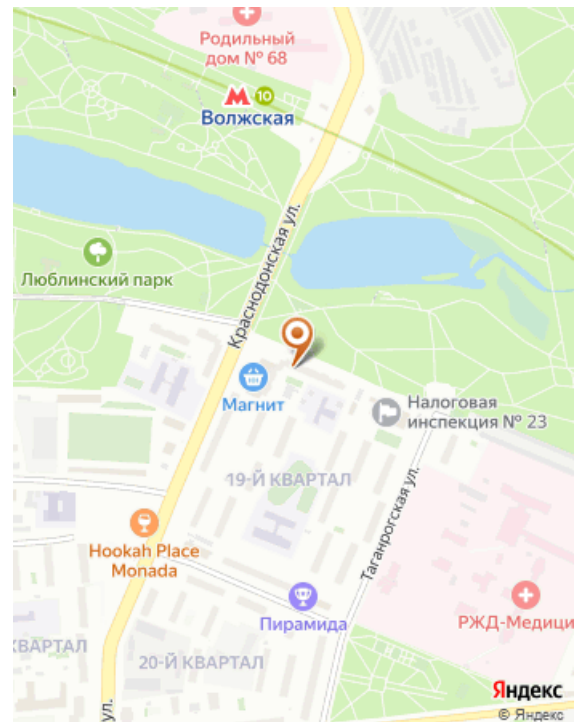 Родильный
дом № 68
10
Волжская
Краснодонская ул.
Люблинский парк
Магнит
Налоговая
инспекция № 23
19-Й КВАРТАЛ
Таганрогская ул.
Hookah Place
Monada
Пирамида
РЖД-Медици
КВАРТАЛ
20-Й КВАРТАЛ
ул.
Яндекс
© Яндекс